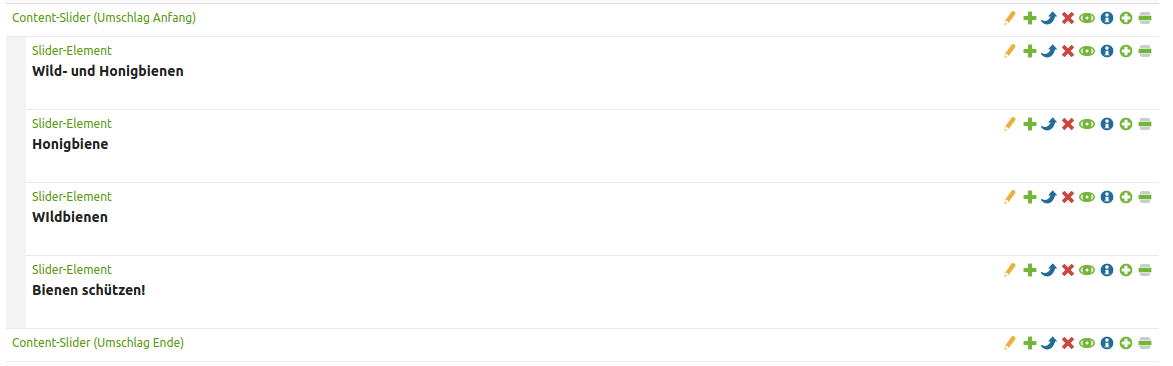 Content-Slider (Umschlag Anfang)
Slider-Element
Wild- und Honigbienen
Slider-Element
Honigbiene
Slider-Element
WIldbienen
Slider-Element
Bienen schützen!
Content-Slider (Umschlag Ende)